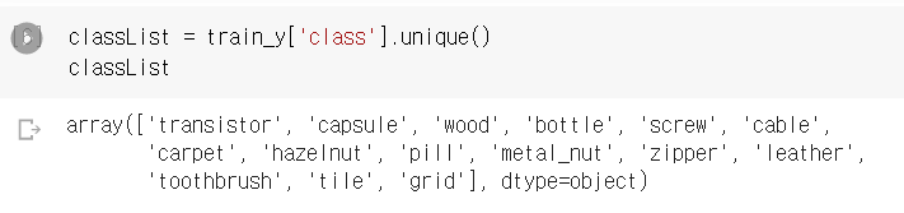 classList = train_y['class'].unique()
classList
array(['transistor', 'capsule', 'wood', 'bottle', 'screw', 'cable',
'carpet', 'hazelnut', 'pill', 'metal_nut', 'zipper', 'leather',
'toothbrush', 'tile', 'grid'], dtype=object)